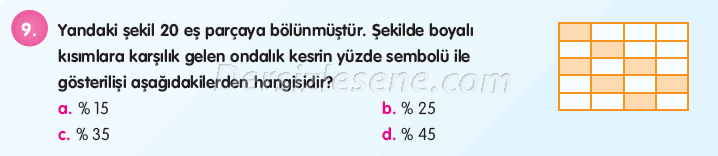 9. Yandaki şekil 20 eş parçaya bölünmüştür. Şekilde boyalı
kısımlara karşılık gelen ondalık kesrin yüzde sembolü ile
gösterilişi aşağıdakilerden hangisidir?
Dersizlesene.com
a. % 15 b. % 25
c. % 35 d. % 45